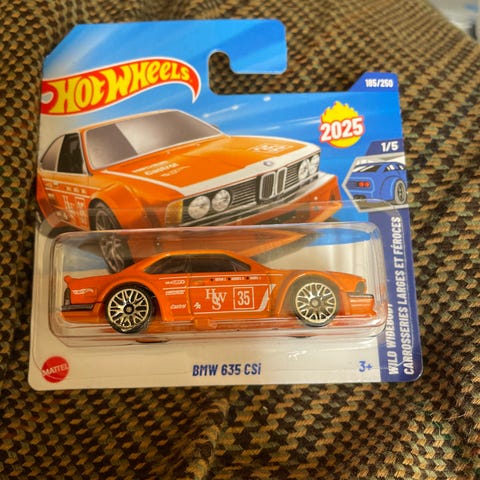 HOT WHEELS
185/250
2025
1/5
WILD WIDEBODY
CARROSSERIES LARGES ET FÉROCES
HWS
35
BMW 635 CSi
MATTEL
3+